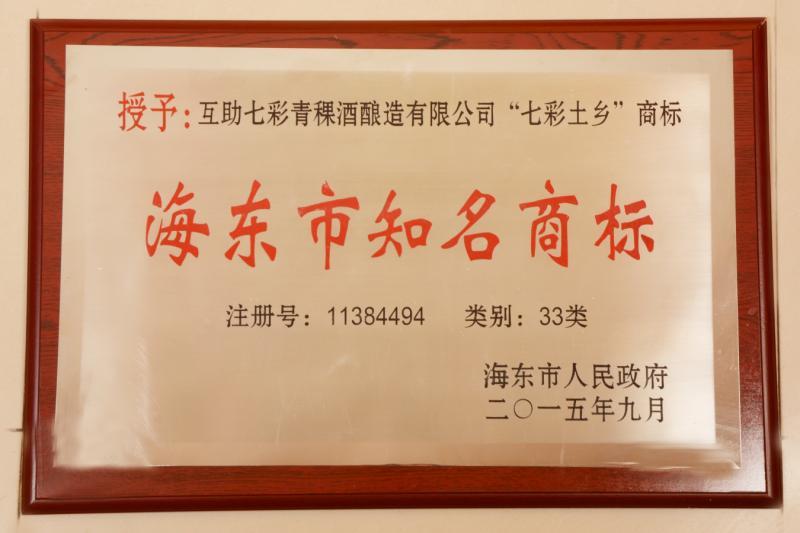 授予：互助七彩青稞酒酿造有限公司“七彩土乡”商标
海东市知名商标
注册号：11384494 类别：33类
海东市人民政府
二〇一五年九月